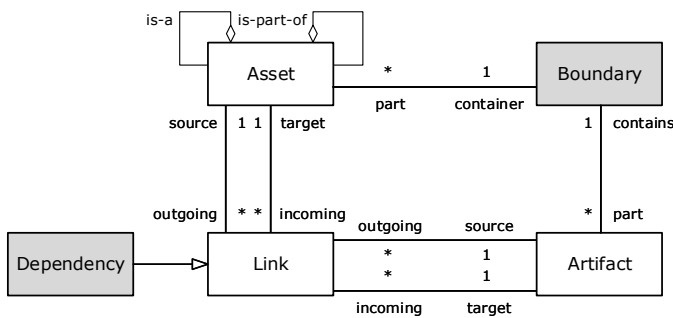 is-a is-part-of
Asset * 1 Boundary
part container
source 1 1 target 1 contains
outgoing * * incoming * part
outgoing source
Dependency Link * 1 Artifact
* 1
incoming target